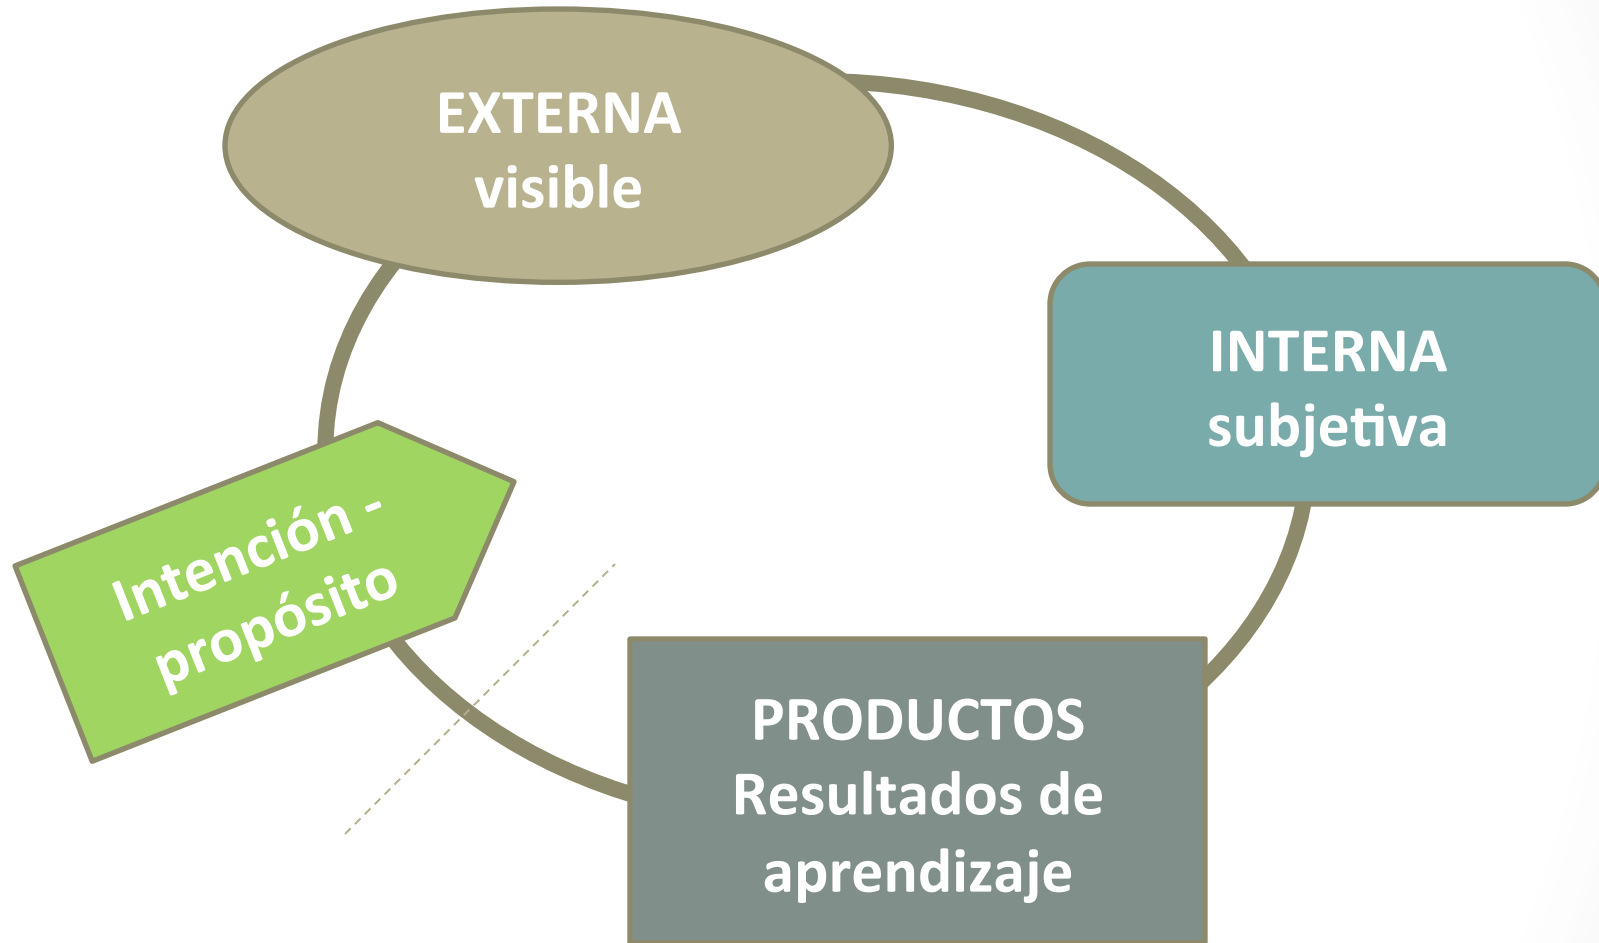 EXTERNA
visible
INTERNA
subjetiva
Intención -
propósito
PRODUCTOS
Resultados de
aprendizaje